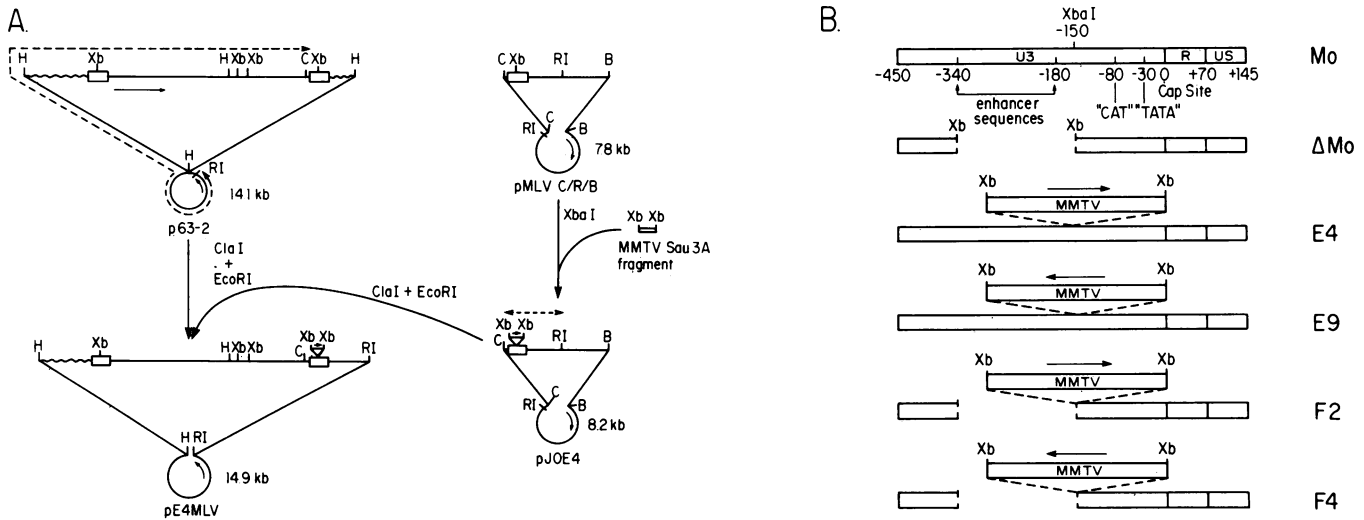 A.
H Xb H Xb Xb C Xb H
H RI
14.1 kb
p63-2
C Xb RI B
RI C B
7.8 kb
pMLV C/R/B
XbaI
Xb Xb
MMTV Sau3A
fragment
ClaI
+
EcoRI
ClaI + EcoRI
Xb Xb
H Xb H Xb Xb C RI
H RI
14.9 kb
pE4MLV
Xb Xb
C RI B
RI C B
8.2 kb
pJOE4
B.
XbaI
-150
U3 R U5 Mo
-450 -340 -180 -80 -30 0 +70 +145
Cap Site
enhancer
sequences
"CAT" "TATA"
Xb Xb
ΔMo
Xb Xb
MMTV
E4
Xb Xb
MMTV
E9
Xb Xb
MMTV
F2
Xb Xb
MMTV
F4